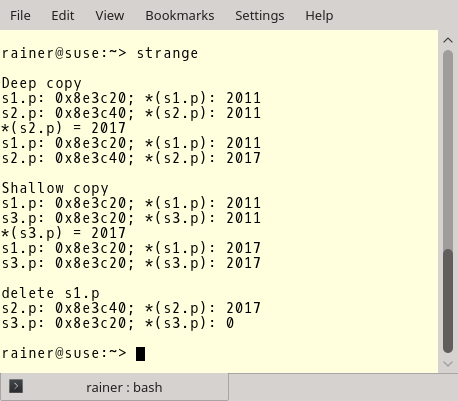 File Edit View Bookmarks Settings Help
rainer@suse:~> strange
Deep copy
s1.p: 0x8e3c20; *(s1.p): 2011
s2.p: 0x8e3c40; *(s2.p): 2011
*(s2.p) = 2017
s1.p: 0x8e3c20; *(s1.p): 2011
s2.p: 0x8e3c40; *(s2.p): 2017
Shallow copy
s1.p: 0x8e3c20; *(s1.p): 2011
s3.p: 0x8e3c20; *(s3.p): 2011
*(s3.p) = 2017
s1.p: 0x8e3c20; *(s1.p): 2017
s3.p: 0x8e3c20; *(s3.p): 2017
delete s1.p
s2.p: 0x8e3c40; *(s2.p): 2017
s3.p: 0x8e3c20; *(s3.p): 0
rainer@suse:~>
rainer : bash